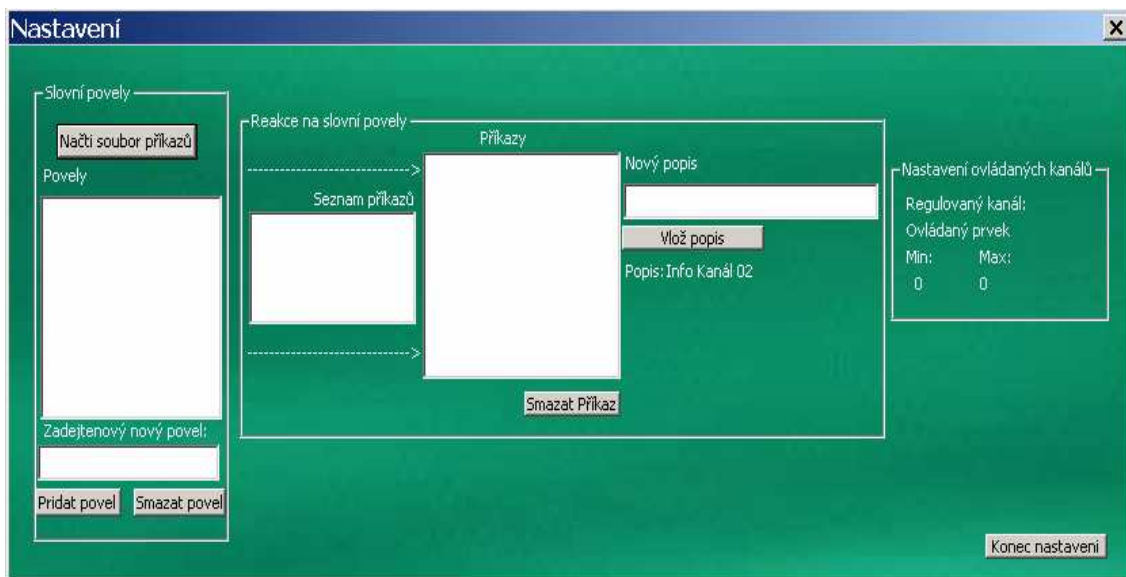 Nastavení
Slovní povely
Načti soubor příkazů
Povely
Zadejtenový nový povel:
Pridat povel
Smazat povel
Reakce na slovní povely
Příkazy
---------------------->
Seznam příkazů
---------------------->
Smazat Příkaz
Nový popis
Vlož popis
Popis: Info Kanál 02
Nastavení ovládaných kanálů
Regulovaný kanál:
Ovládaný prvek
Min: Max:
0 0
Konec nastaveni